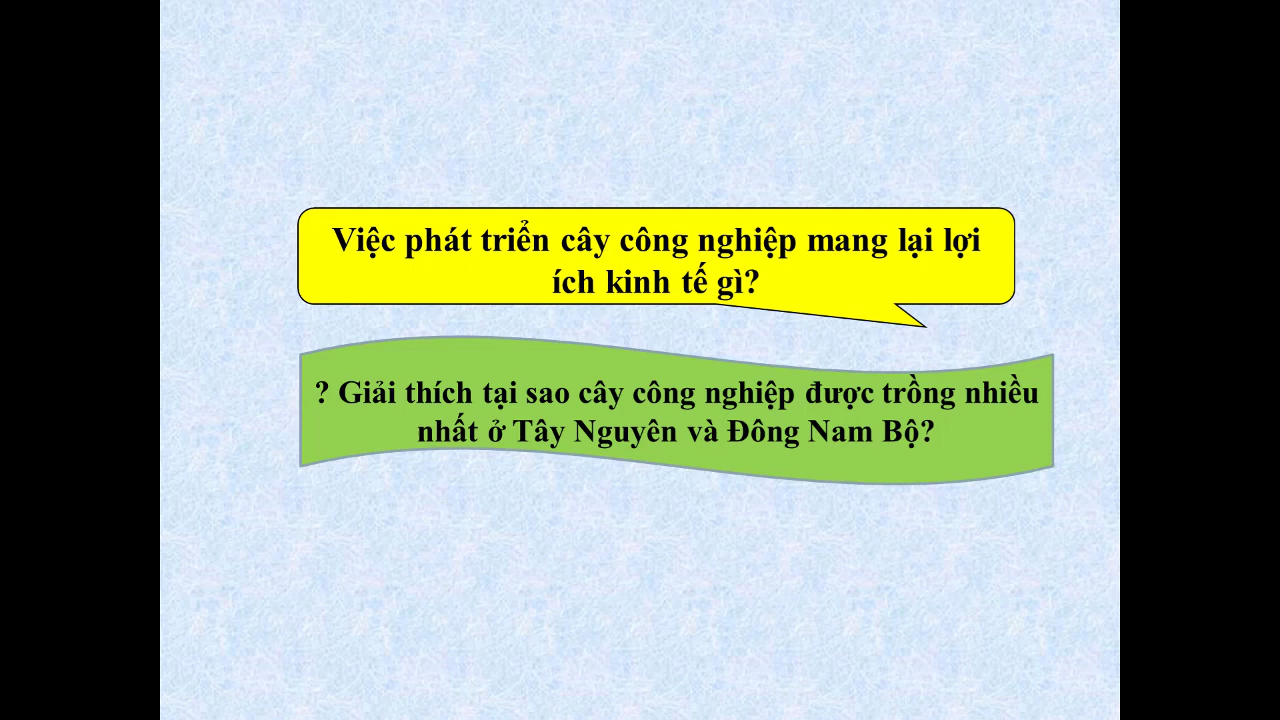 Việc phát triển cây công nghiệp mang lại lợi
ích kinh tế gì?
? Giải thích tại sao cây công nghiệp được trồng nhiều
nhất ở Tây Nguyên và Đông Nam Bộ?